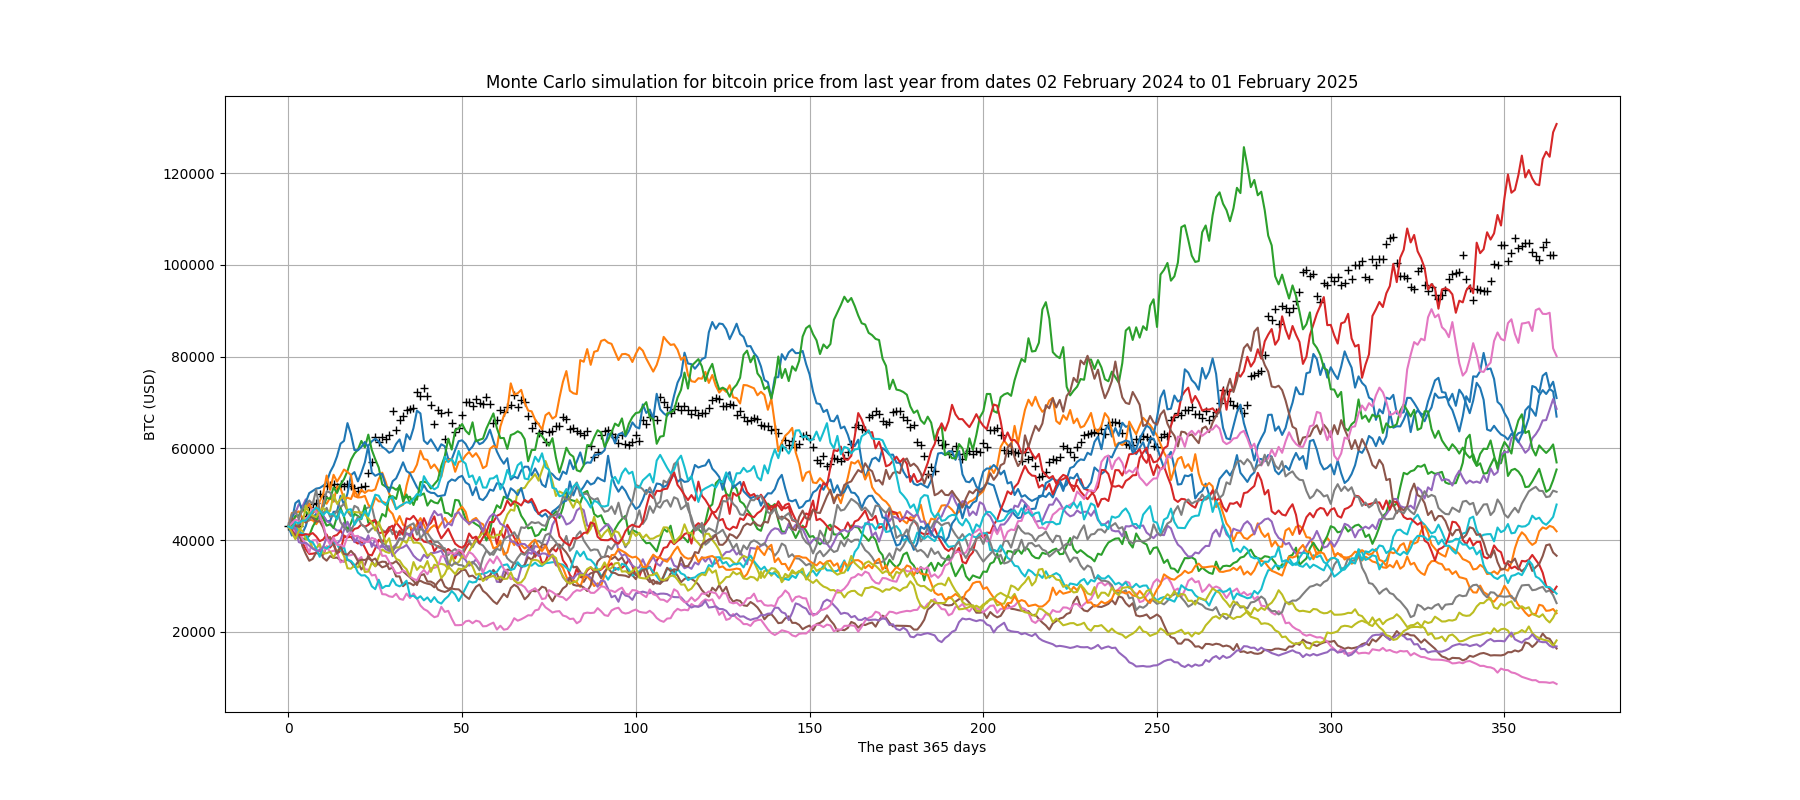 Monte Carlo simulation for bitcoin price from last year from dates 02 February 2024 to 01 February 2025
120000
100000
80000
60000
40000
20000
BTC (USD)
0 50 100 150 200 250 300 350
The past 365 days